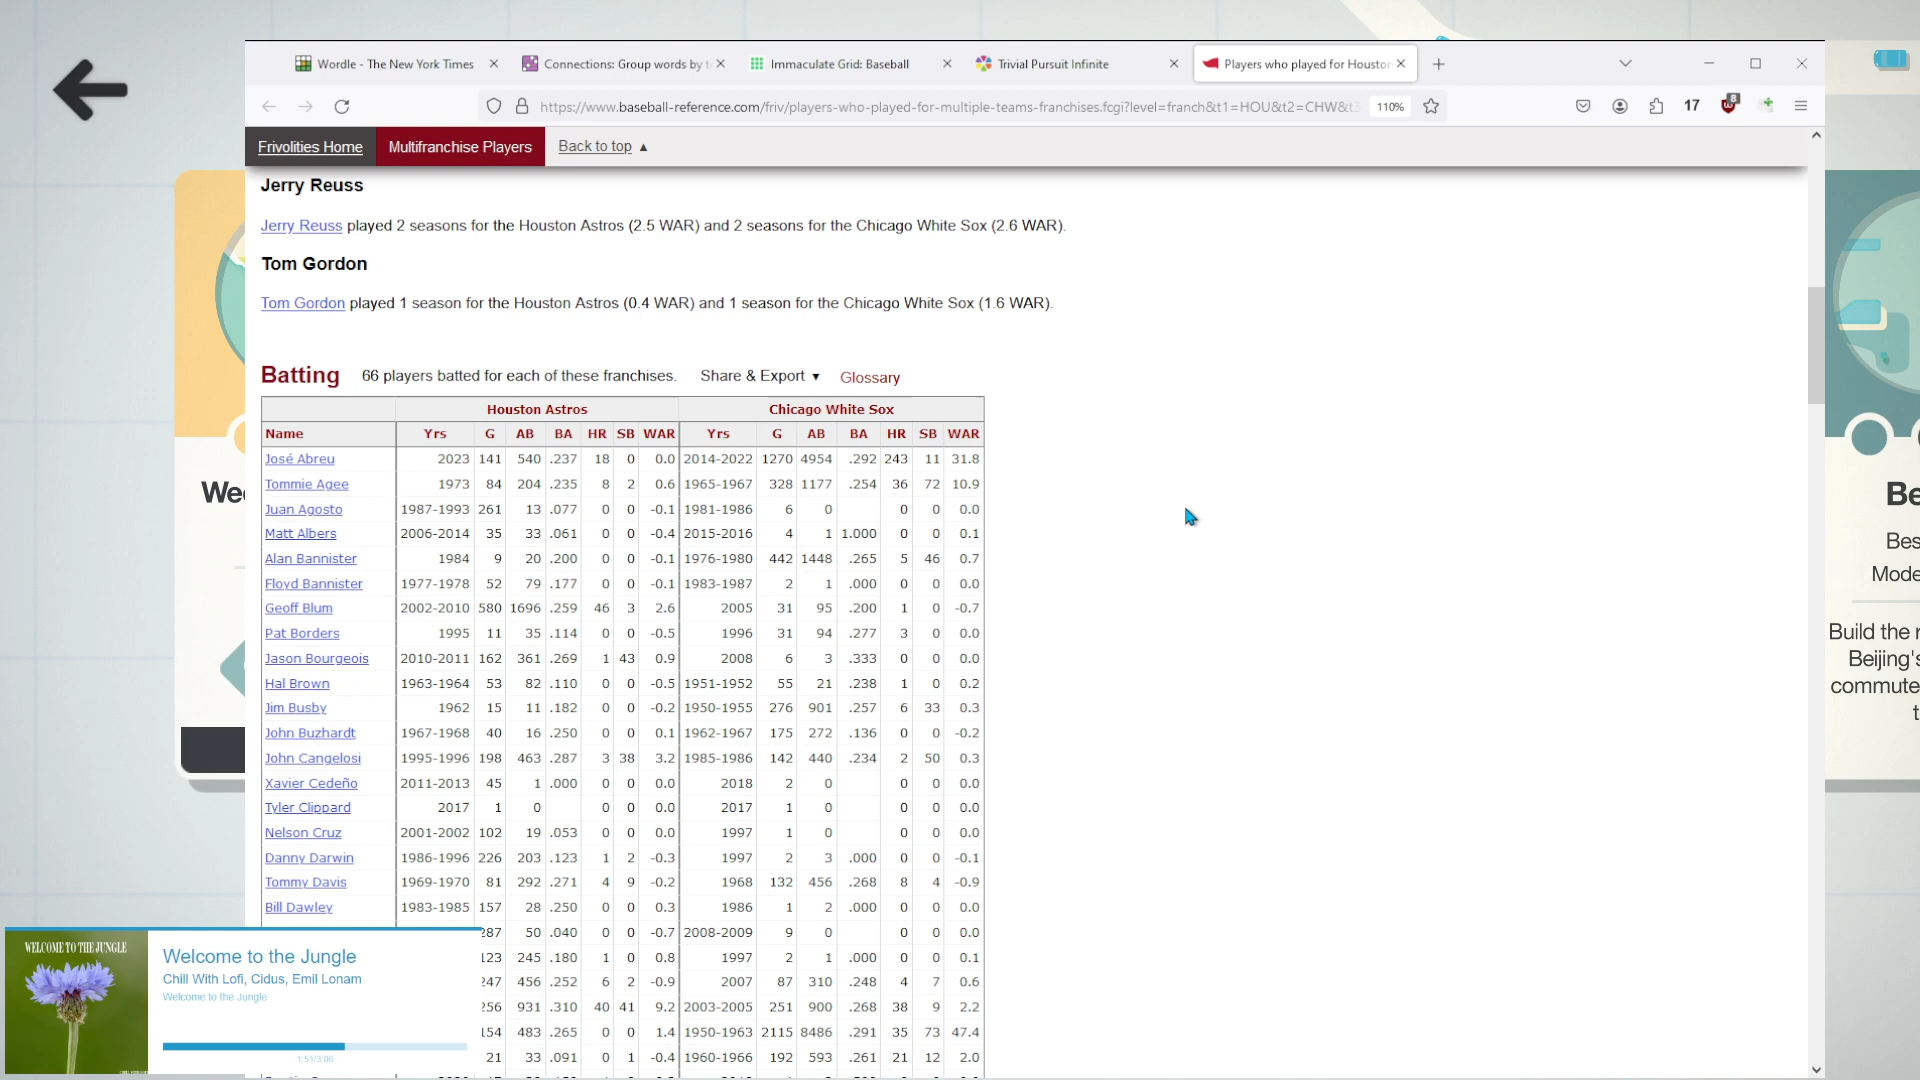 Wordle - The New York Times
Connections: Group words by t
Immaculate Grid: Baseball
Trivial Pursuit Infinite
Players who played for Houston
https://www.baseball-reference.com/friv/players-who-played-for-multiple-teams-franchises.fcgi?level=franch&t1=HOU&t2=CHW&t3
110%
17
8
Frivolities Home
Multifranchise Players
Back to top ▲
Jerry Reuss
Jerry Reuss played 2 seasons for the Houston Astros (2.5 WAR) and 2 seasons for the Chicago White Sox (2.6 WAR).
Tom Gordon
Tom Gordon played 1 season for the Houston Astros (0.4 WAR) and 1 season for the Chicago White Sox (1.6 WAR).
Batting 66 players batted for each of these franchises. Share & Export ▼ Glossary
Houston Astros Chicago White Sox
Name Yrs G AB BA HR SB WAR Yrs G AB BA HR SB WAR
José Abreu 2023 141 540 .237 18 0 0.0 2014-2022 1270 4954 .292 243 11 31.8
Tommie Agee 1973 84 204 .235 8 2 0.6 1965-1967 328 1177 .254 36 72 10.9
Juan Agosto 1987-1993 261 13 .077 0 0 -0.1 1981-1986 6 0 0 0 0.0
Matt Albers 2006-2014 35 33 .061 0 0 -0.4 2015-2016 4 1 1.000 0 0 0.1
Alan Bannister 1984 9 20 .200 0 0 -0.1 1976-1980 442 1448 .265 5 46 0.7
Floyd Bannister 1977-1978 52 79 .177 0 0 -0.1 1983-1987 2 1 .000 0 0 0.0
Geoff Blum 2002-2010 580 1696 .259 46 3 2.6 2005 31 95 .200 1 0 -0.7
Pat Borders 1995 11 35 .114 0 0 -0.5 1996 31 94 .277 3 0 0.0
Jason Bourgeois 2010-2011 162 361 .269 1 43 0.9 2008 6 3 .333 0 0 0.0
Hal Brown 1963-1964 53 82 .110 0 0 -0.5 1951-1952 55 21 .238 1 0 0.2
Jim Busby 1962 15 11 .182 0 0 -0.2 1950-1955 276 901 .257 6 33 0.3
John Buzhardt 1967-1968 40 16 .250 0 0 0.1 1962-1967 175 272 .136 0 0 -0.2
John Cangelosi 1995-1996 198 463 .287 3 38 3.2 1985-1986 142 440 .234 2 50 0.3
Xavier Cedeño 2011-2013 45 1 .000 0 0 0.0 2018 2 0 0 0 0.0
Tyler Clippard 2017 1 0 0 0 0.0 2017 1 0 0 0 0.0
Nelson Cruz 2001-2002 102 19 .053 0 0 0.0 1997 1 0 0 0 0.0
Danny Darwin 1986-1996 226 203 .123 1 2 -0.3 1997 2 3 .000 0 0 -0.1
Tommy Davis 1969-1970 81 292 .271 4 9 -0.2 1968 132 456 .268 8 4 -0.9
Bill Dawley 1983-1985 157 28 .250 0 0 0.3 1986 1 2 .000 0 0 0.0
287 50 .040 0 0 -0.7 2008-2009 9 0 0 0 0.0
123 245 .180 1 0 0.8 1997 2 1 .000 0 0 0.1
247 456 .252 6 2 -0.9 2007 87 310 .248 4 7 0.6
256 931 .310 40 41 9.2 2003-2005 251 900 .268 38 9 2.2
154 483 .265 0 0 1.4 1950-1963 2115 8486 .291 35 73 47.4
21 33 .091 0 1 -0.4 1960-1966 192 593 .261 21 12 2.0
We
Be
Bes
Mode
Build the r
Beijing's
commute
t
WELCOME TO THE JUNGLE
Welcome to the Jungle
Chill With Lofi, Cidus, Emil Lonam
Welcome to the Jungle
1:51/3:06